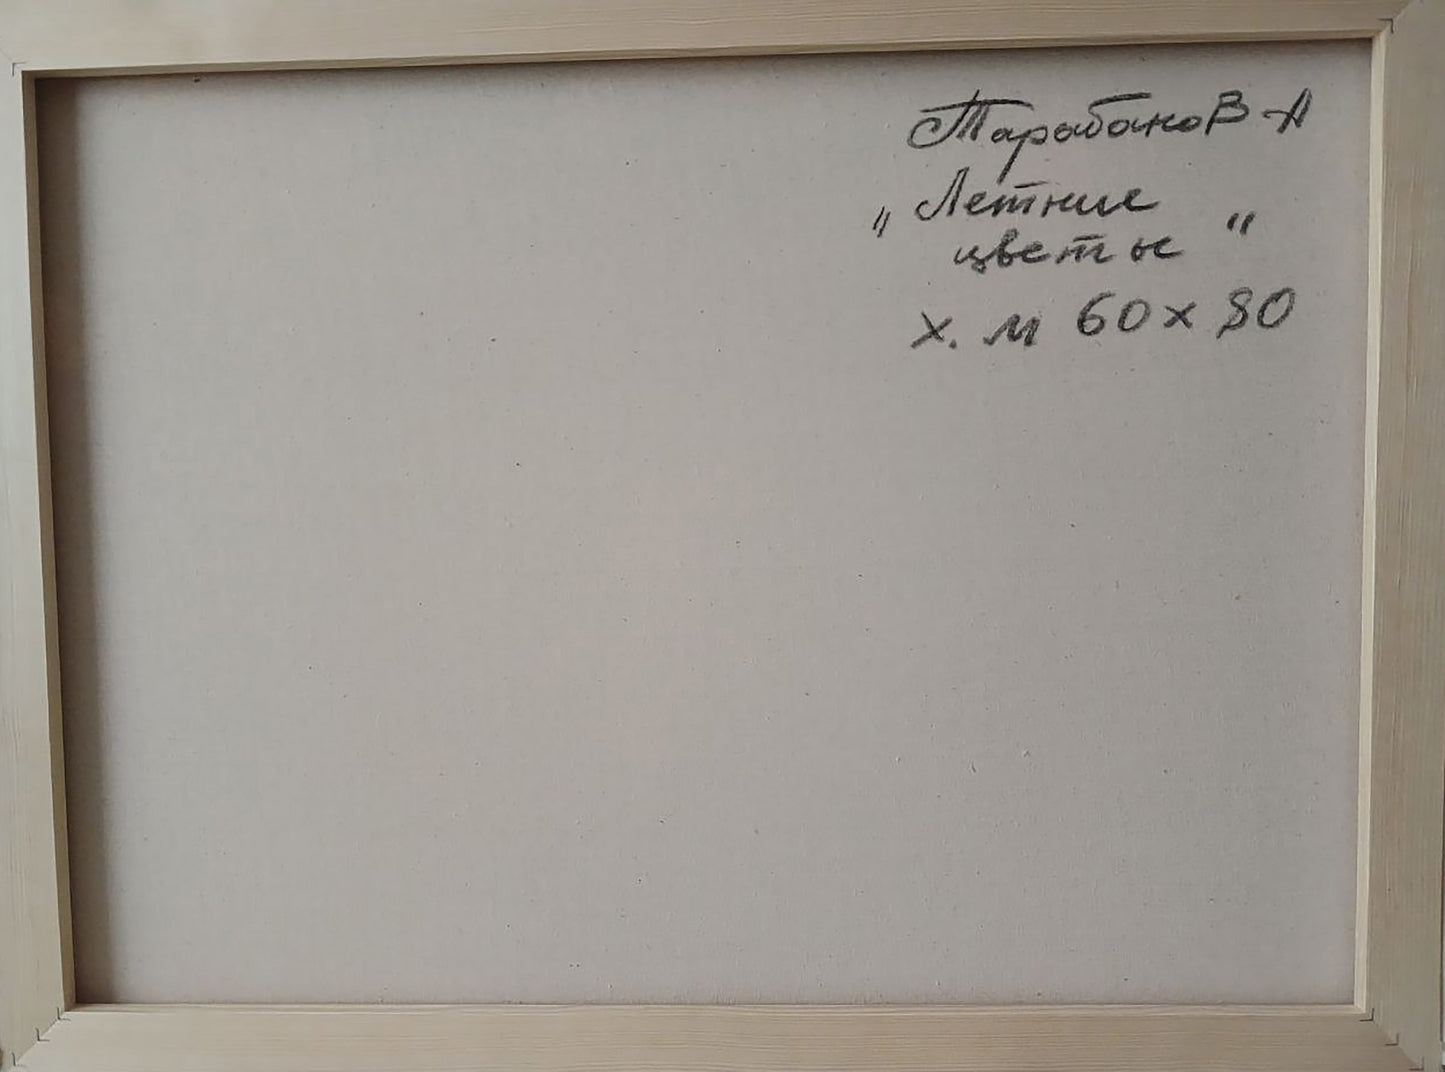 Тарабанов А
„Летние
цветы"
х. м 60 х 80